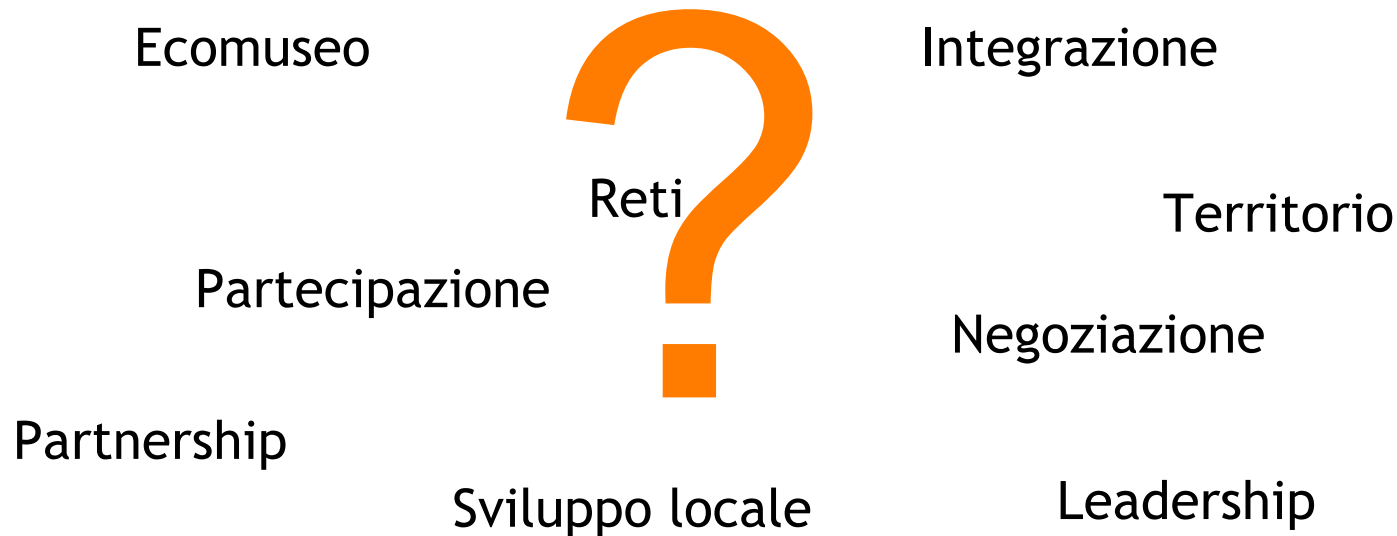 Ecomuseo
Integrazione
?
Reti
Territorio
Partecipazione
Negoziazione
Partnership
Sviluppo locale
Leadership